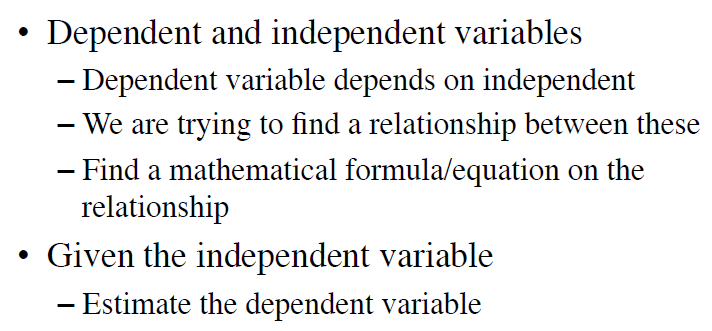 • Dependent and independent variables
– Dependent variable depends on independent
– We are trying to find a relationship between these
– Find a mathematical formula/equation on the
relationship
• Given the independent variable
– Estimate the dependent variable